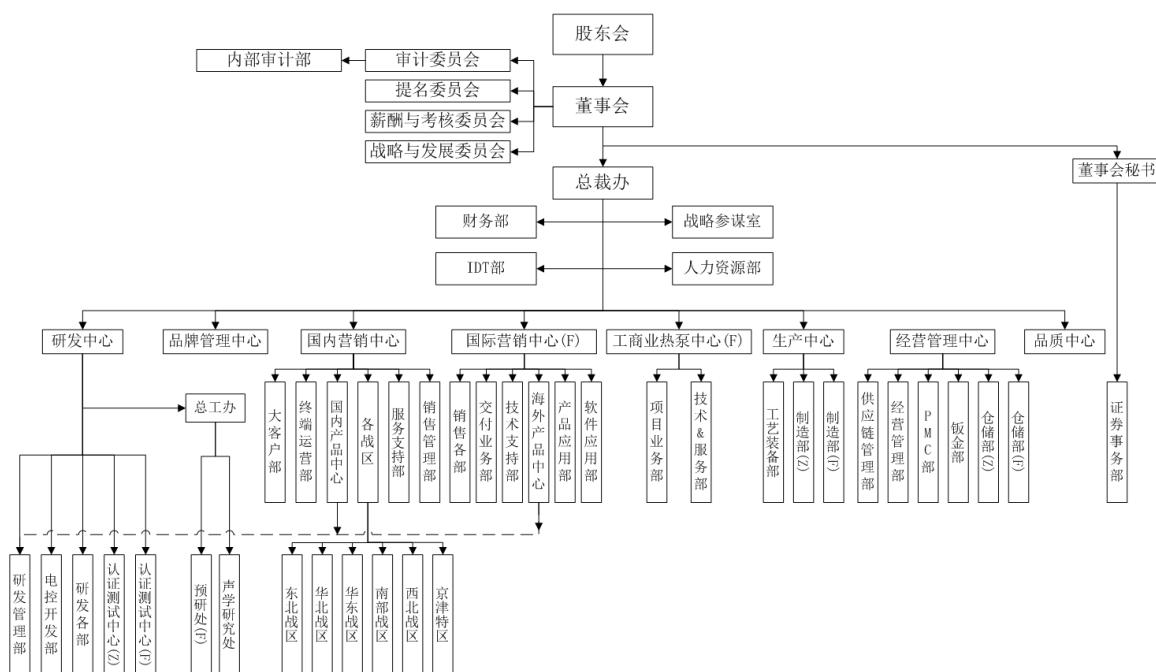 股东会
内部审计部
审计委员会
提名委员会
董事会
薪酬与考核委员会
战略与发展委员会
总裁办
董事会秘书
财务部
战略参谋室
IDT部
人力资源部
研发中心
品牌管理中心
国内营销中心
国际营销中心(F)
工商业热泵中心(F)
生产中心
经营管理中心
品质中心
总工办
大客户部
终端运营部
国内产品中心
各战区
服务支持部
销售管理部
销售各部
交付业务部
技术支持部
海外产品中心
产品应用部
软件应用部
项目业务部
技术&服务部
工艺装备部
制造部(Z)
制造部(F)
供应链管理部
经营管理部
PMC部
钣金部
仓储部(Z)
仓储部(F)
证券事务部
研发管理部
电控开发部
研发各部
认证测试中心(Z)
认证测试中心(F)
预研处(F)
声学研究处
东北战区
华北战区
华东战区
南部战区
西北战区
京津特区